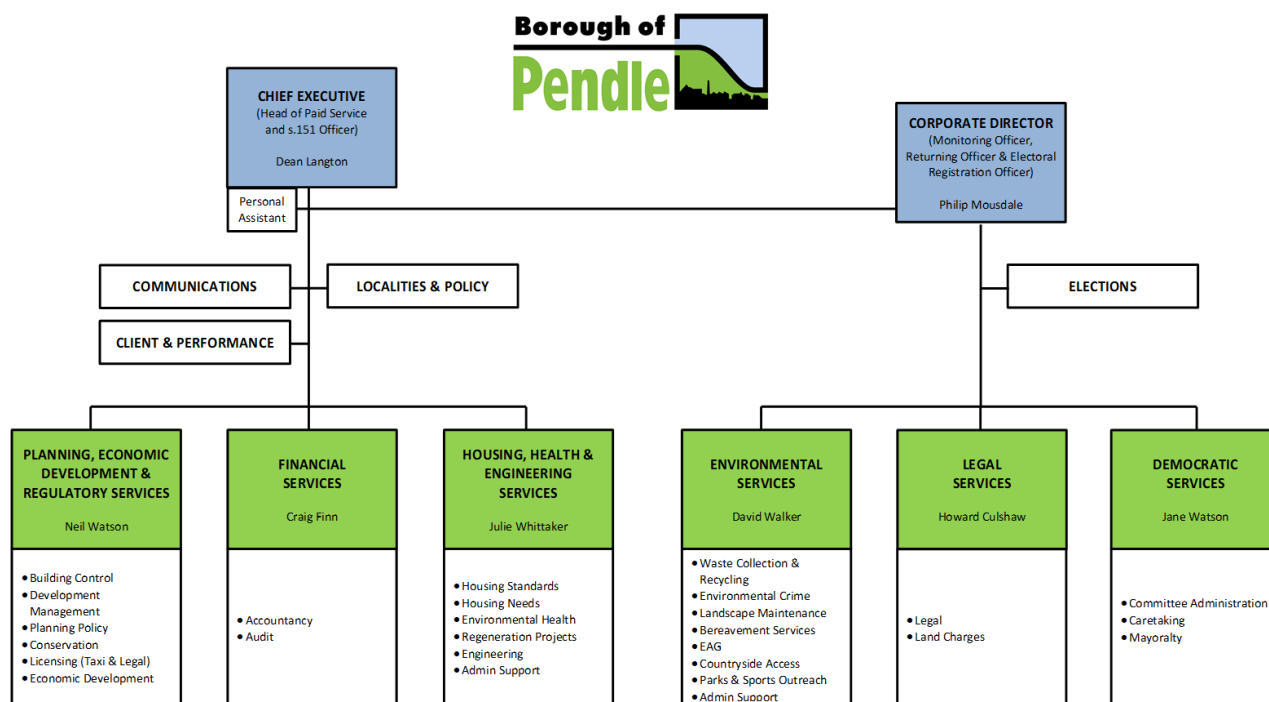 Borough of
Pendle
CHIEF EXECUTIVE
(Head of Paid Service
and s.151 Officer)
Dean Langton
Personal
Assistant
CORPORATE DIRECTOR
(Monitoring Officer,
Returning Officer & Electoral
Registration Officer)
Philip Mousdale
COMMUNICATIONS
LOCALITIES & POLICY
CLIENT & PERFORMANCE
ELECTIONS
PLANNING, ECONOMIC
DEVELOPMENT &
REGULATORY SERVICES
Neil Watson
• Building Control
• Development
Management
• Planning Policy
• Conservation
• Licensing (Taxi & Legal)
• Economic Development
FINANCIAL
SERVICES
Craig Finn
• Accountancy
• Audit
HOUSING, HEALTH &
ENGINEERING
SERVICES
Julie Whittaker
• Housing Standards
• Housing Needs
• Environmental Health
• Regeneration Projects
• Engineering
• Admin Support
ENVIRONMENTAL
SERVICES
David Walker
• Waste Collection &
Recycling
• Environmental Crime
• Landscape Maintenance
• Bereavement Services
• EAG
• Countryside Access
• Parks & Sports Outreach
• Admin Support
LEGAL
SERVICES
Howard Culshaw
• Legal
• Land Charges
DEMOCRATIC
SERVICES
Jane Watson
• Committee Administration
• Caretaking
• Mayoralty